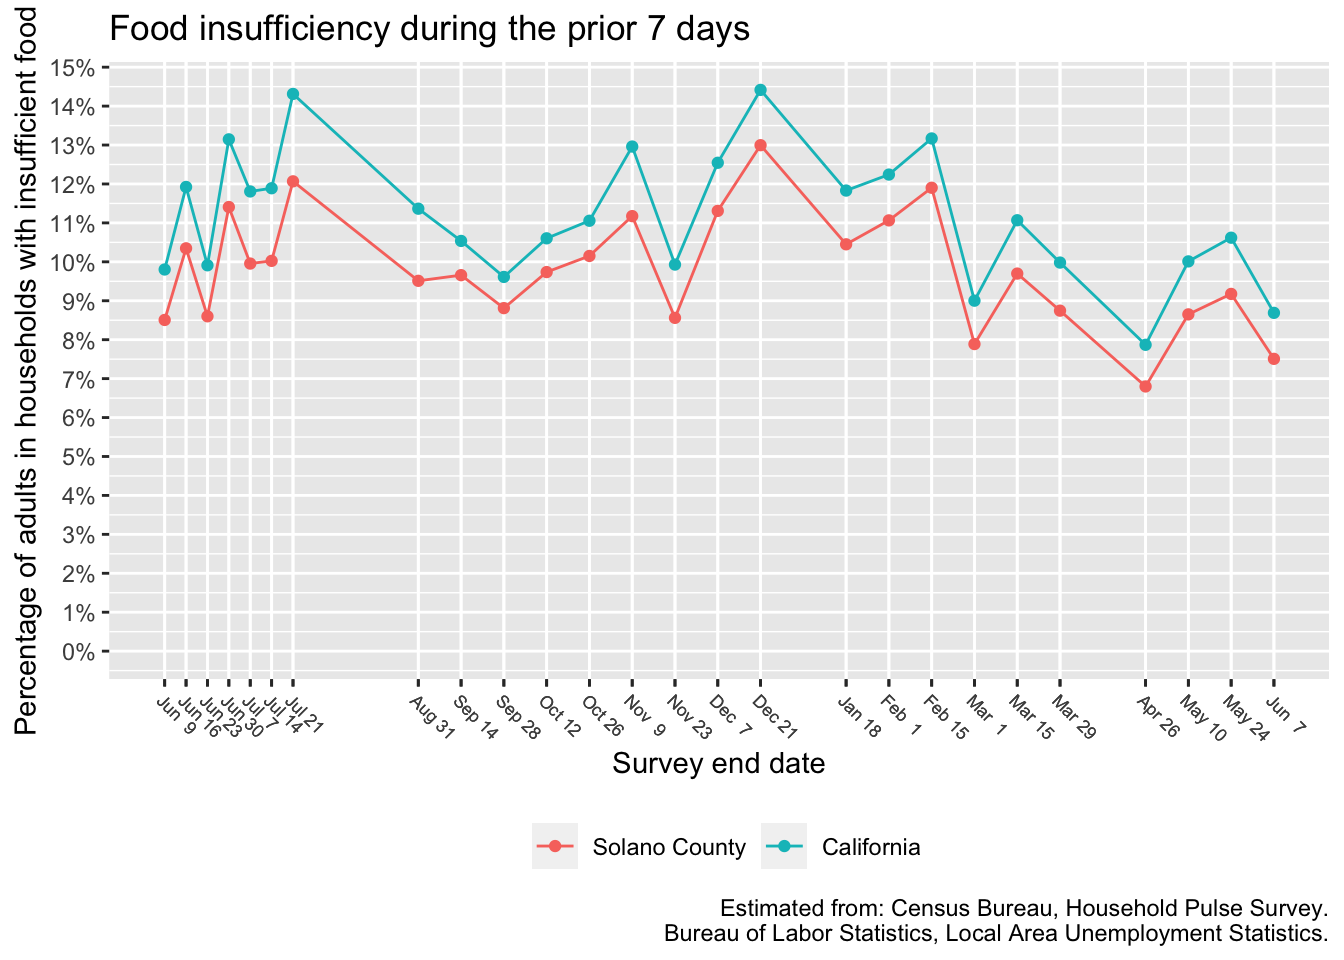 Food insufficiency during the prior 7 days
Percentage of adults in households with insufficient food
15%
14%
13%
12%
11%
10%
9%
8%
7%
6%
5%
4%
3%
2%
1%
0%
Jun 9
Jun 16
Jun 23
Jun 30
Jul 7
Jul 14
Jul 21
Aug 31
Sep 14
Sep 28
Oct 12
Oct 26
Nov 9
Nov 23
Dec 7
Dec 21
Jan 18
Feb 1
Feb 15
Mar 1
Mar 15
Mar 29
Apr 26
May 10
May 24
Jun 7
Survey end date
Solano County
California
Estimated from: Census Bureau, Household Pulse Survey.
Bureau of Labor Statistics, Local Area Unemployment Statistics.